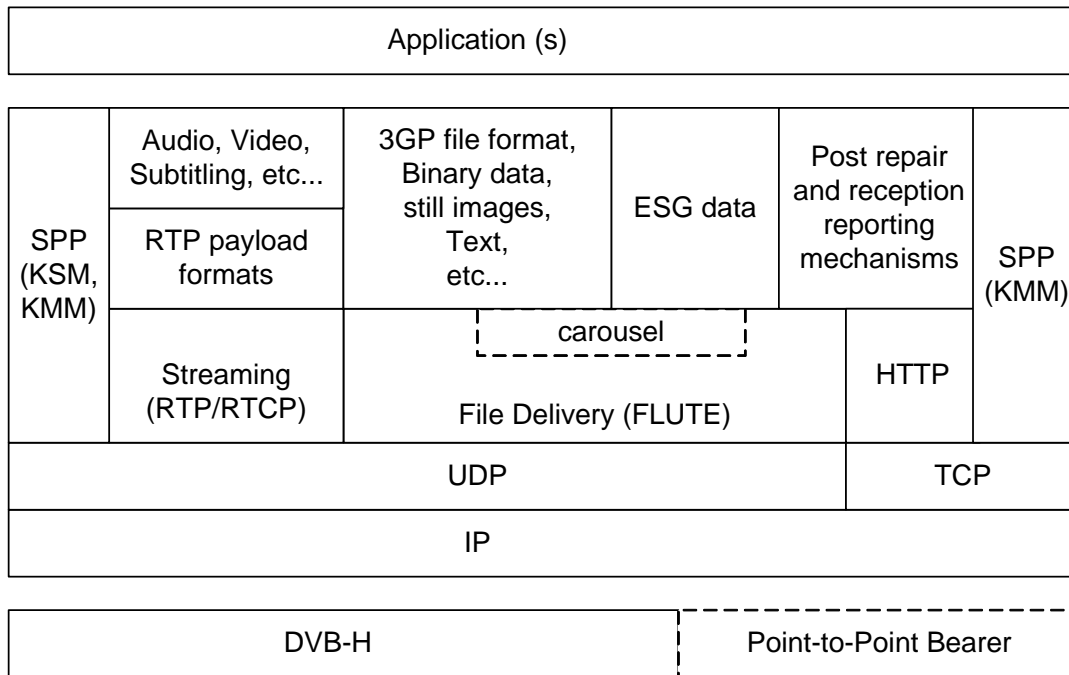 Application (s)
SPP
(KSM,
KMM)
Audio, Video,
Subtitling, etc...
RTP payload
formats
Streaming
(RTP/RTCP)
3GP file format,
Binary data,
still images,
Text,
etc...
ESG data
Post repair
and reception
reporting
mechanisms
SPP
(KMM)
carousel
File Delivery (FLUTE)
HTTP
UDP
TCP
IP
DVB-H
Point-to-Point Bearer